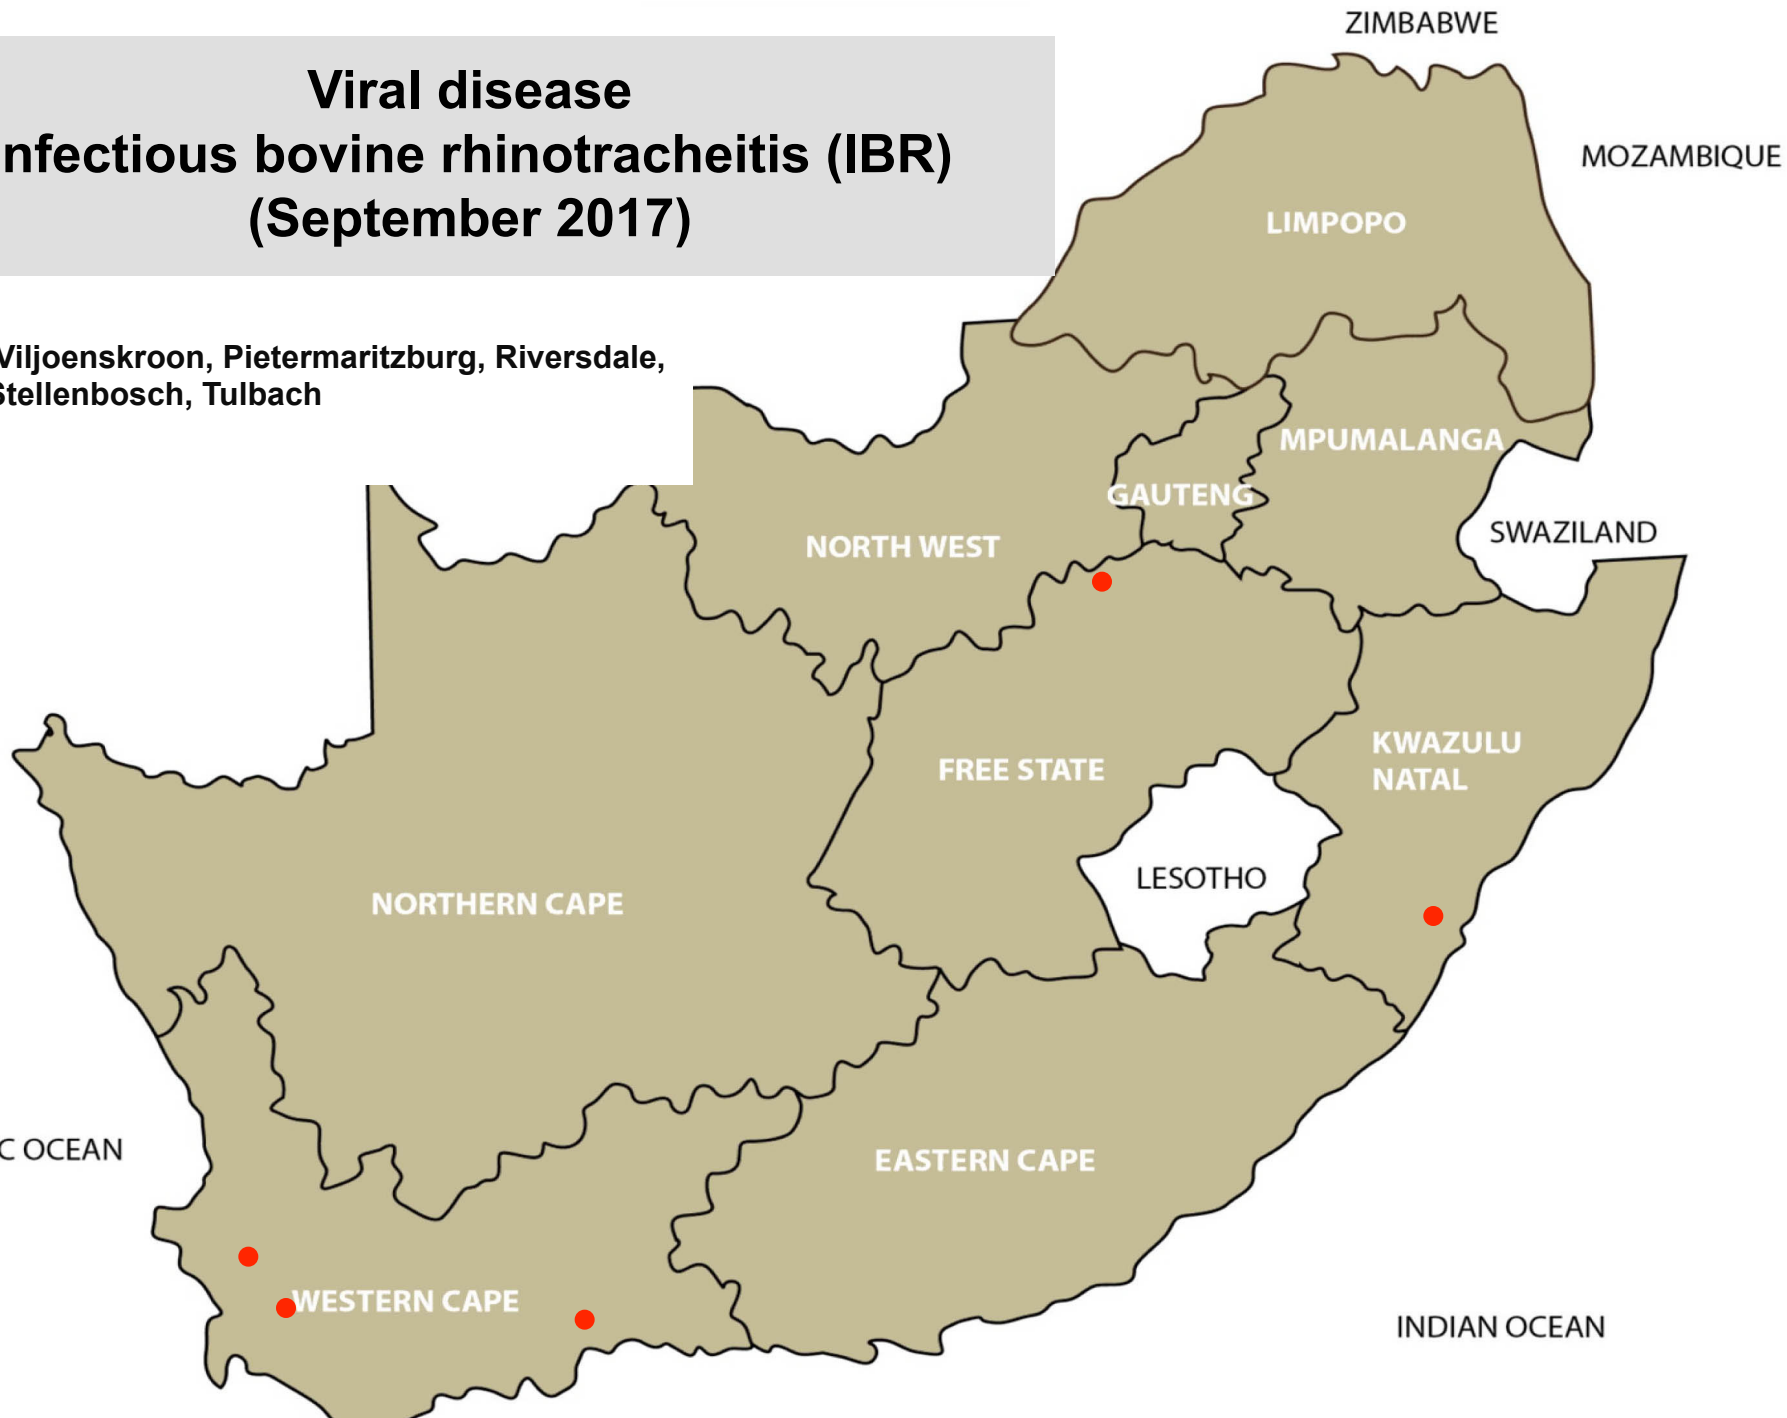 ZIMBABWE
Viral disease
nfectious bovine rhinotracheitis (IBR)
(September 2017)
MOZAMBIQUE
LIMPOPO
Viljoenskroon, Pietermaritzburg, Riversdale,
Stellenbosch, Tulbach
MPUMALANGA
GAUTENG
SWAZILAND
NORTH WEST
KWAZULU
NATAL
FREE STATE
LESOTHO
NORTHERN CAPE
C OCEAN
EASTERN CAPE
WESTERN CAPE
INDIAN OCEAN